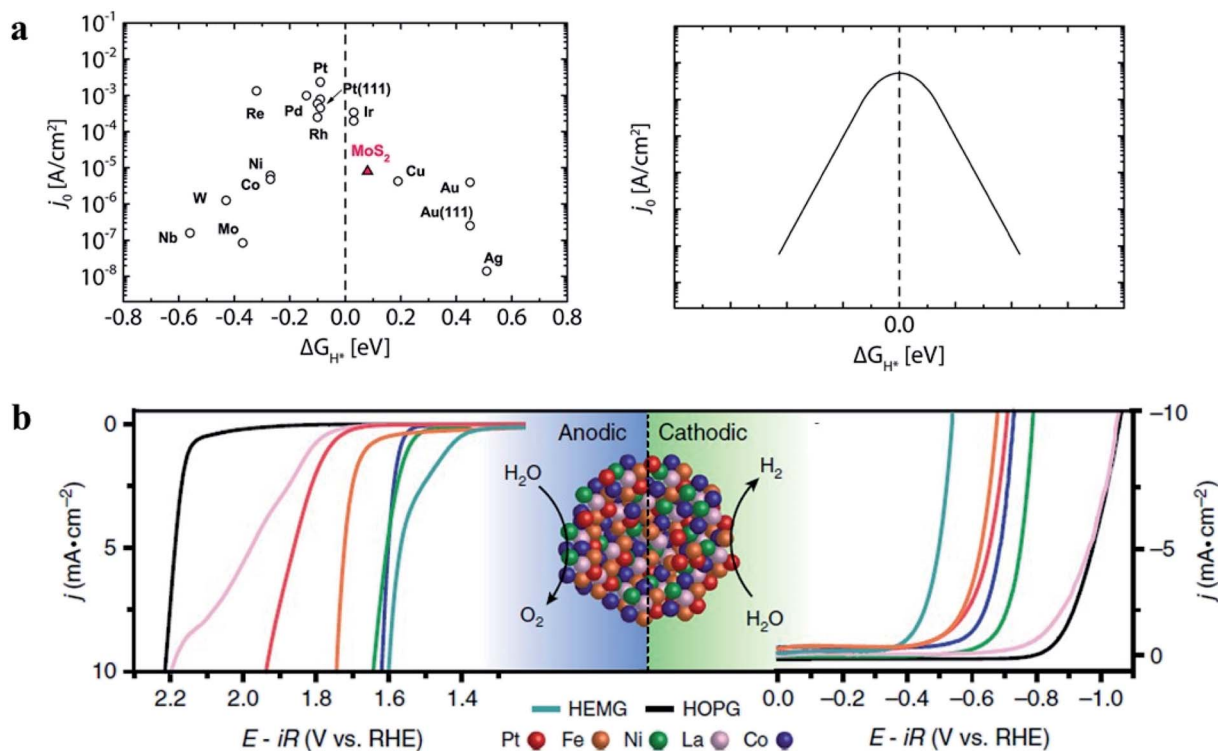 a
10⁻¹
10⁻²
10⁻³
10⁻⁴
10⁻⁵
10⁻⁶
10⁻⁷
10⁻⁸
j₀ [A/cm²]
Pt
Pt(111)
Re
Pd
Ir
Rh
MoS₂
Ni
Cu
Co
Au
W
Au(111)
Nb
Mo
Ag
-0.8 -0.6 -0.4 -0.2 0.0 0.2 0.4 0.6 0.8
ΔG_H* [eV]
j₀ [A/cm²]
0.0
ΔG_H* [eV]
b
0
5
10
j (mA•cm⁻²)
2.2 2.0 1.8 1.6 1.4
E - iR (V vs. RHE)
Anodic Cathodic
H₂O
O₂
H₂
H₂O
–10
–5
0
j (mA•cm⁻²)
0.0 –0.2 –0.4 –0.6 –0.8 –1.0
E - iR (V vs. RHE)
HEMG HOPG
Pt Fe Ni La Co